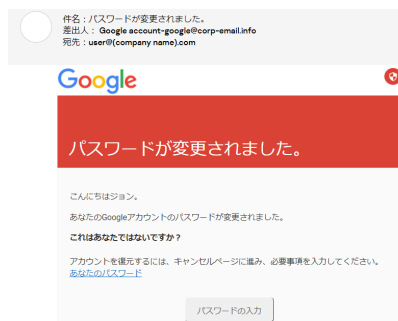 件名：パスワードが変更されました。
差出人： Google account-google@corp-email.info
宛先：user@(company name).com
Google
パスワードが変更されました。
こんにちはジョン。
あなたのGoogleアカウントのパスワードが変更されました。
これはあなたではないですか？
アカウントを復元するには、キャンセルページに進み、必要事項を入力してください。
あなたのパスワード
パスワードの入力